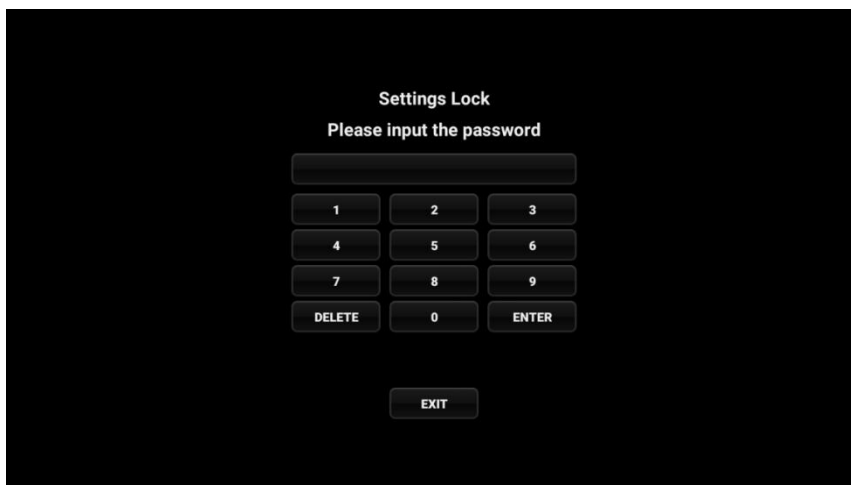 Settings Lock
Please input the password
1 2 3
4 5 6
7 8 9
DELETE 0 ENTER
EXIT